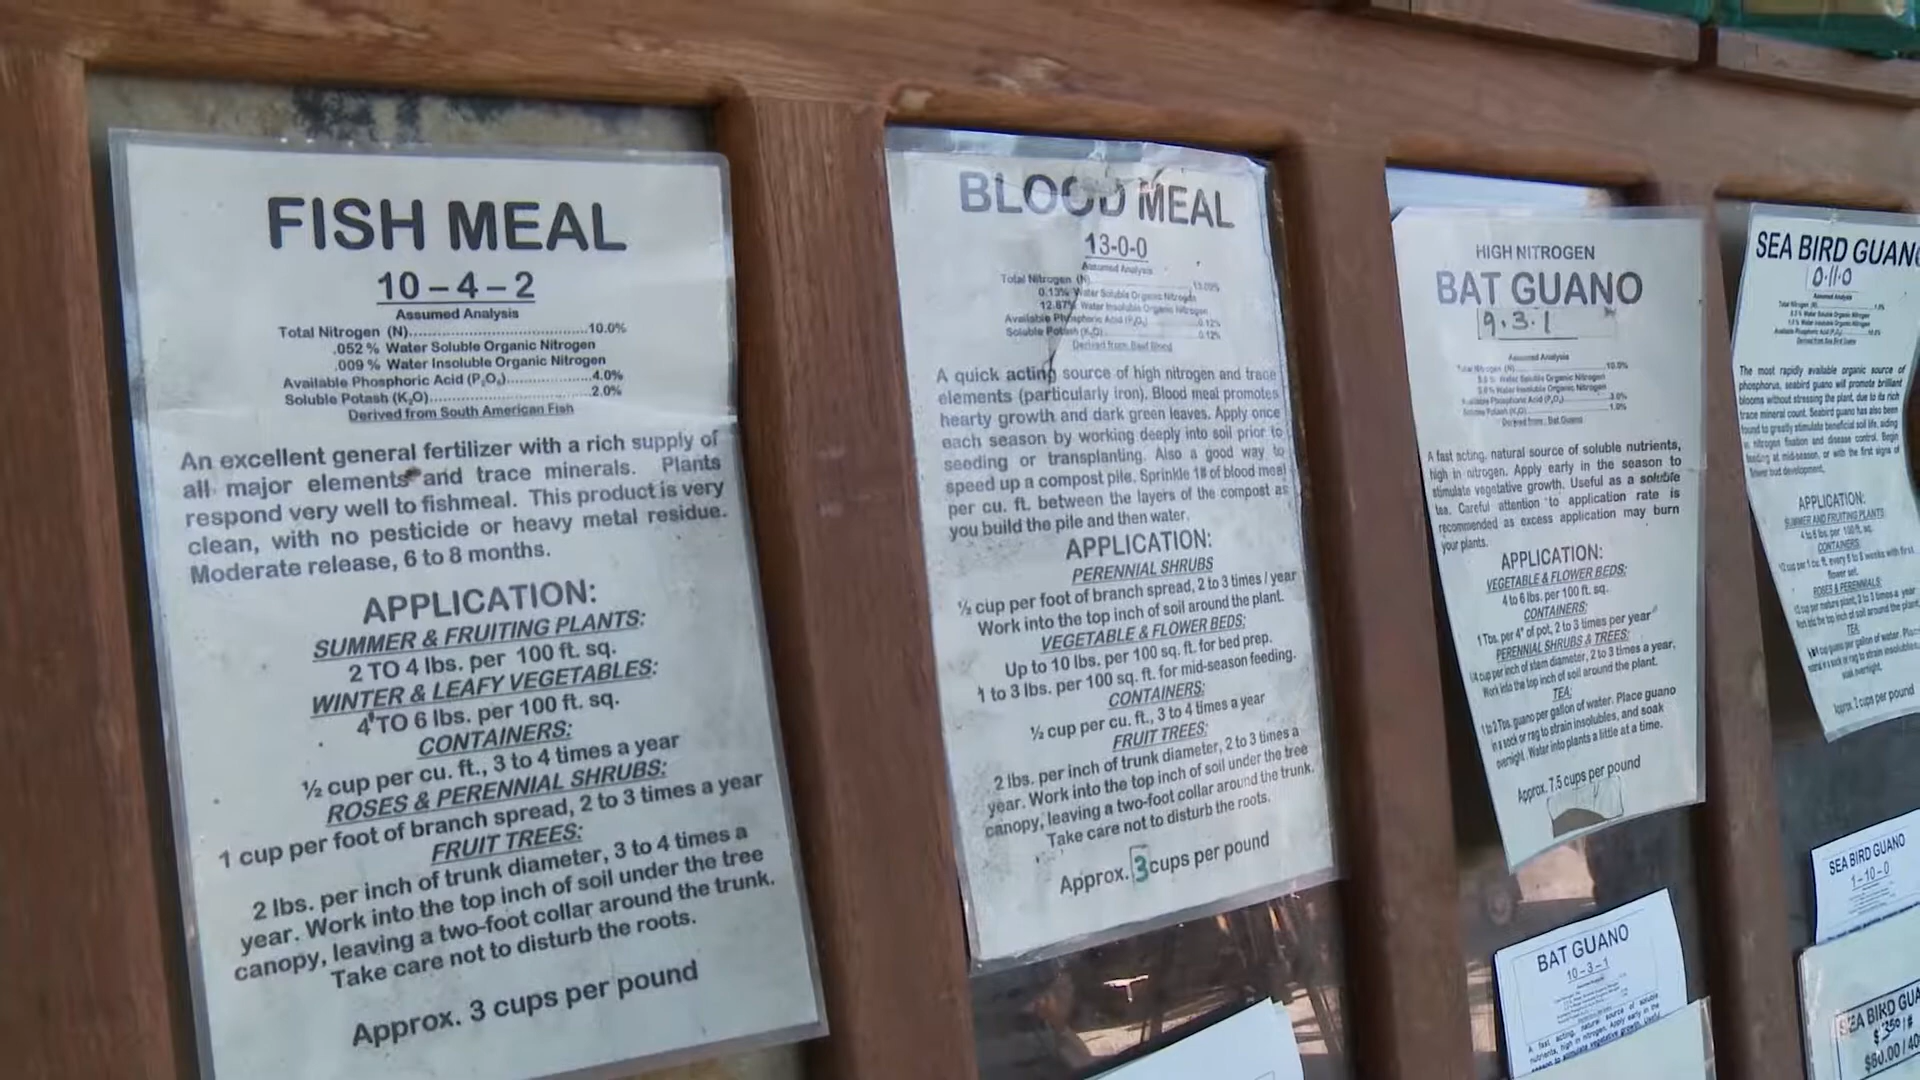 FISH MEAL
10 – 4 – 2
Assumed Analysis
Total Nitrogen (N)..........................................10.0%
.052 % Water Soluble Organic Nitrogen
.009 % Water Insoluble Organic Nitrogen
Available Phosphoric Acid (P₂O₅)...........................4.0%
Soluble Potash (K₂O)......................................2.0%
Derived from South American Fish
An excellent general fertilizer with a rich supply of
all major elements and trace minerals. Plants
respond very well to fishmeal. This product is very
clean, with no pesticide or heavy metal residue.
Moderate release, 6 to 8 months.
APPLICATION:
SUMMER & FRUITING PLANTS:
2 TO 4 lbs. per 100 ft. sq.
WINTER & LEAFY VEGETABLES:
4 TO 6 lbs. per 100 ft. sq.
CONTAINERS:
½ cup per cu. ft., 3 to 4 times a year
ROSES & PERENNIAL SHRUBS:
1 cup per foot of branch spread, 2 to 3 times a year
FRUIT TREES:
2 lbs. per inch of trunk diameter, 3 to 4 times a
year. Work into the top inch of soil under the tree
canopy, leaving a two-foot collar around the trunk.
Take care not to disturb the roots.
Approx. 3 cups per pound
BLOOD MEAL
13-0-0
Assumed Analysis
Total Nitrogen (N) 13.00%
0.13% Water Soluble Organic Nitrogen
12.87% Water Insoluble Organic Nitrogen
Available Phosphoric Acid (P₂O₅) 0.12%
Soluble Potash (K₂O) 0.12%
Derived from Beef Blood
A quick acting source of high nitrogen and trace
elements (particularly iron). Blood meal promotes
hearty growth and dark green leaves. Apply once
each season by working deeply into soil prior to
seeding or transplanting. Also a good way to
speed up a compost pile. Sprinkle 1# of blood meal
per cu. ft. between the layers of the compost as
you build the pile and then water.
APPLICATION:
PERENNIAL SHRUBS
½ cup per foot of branch spread, 2 to 3 times / year
Work into the top inch of soil around the plant.
VEGETABLE & FLOWER BEDS:
Up to 10 lbs. per 100 sq. ft. for bed prep.
1 to 3 lbs. per 100 sq. ft. for mid-season feeding.
CONTAINERS:
½ cup per cu. ft., 3 to 4 times a year
FRUIT TREES:
2 lbs. per inch of trunk diameter, 2 to 3 times a
year. Work into the top inch of soil under the tree
canopy, leaving a two-foot collar around the trunk.
Take care not to disturb the roots.
Approx. 3 cups per pound
HIGH NITROGEN
BAT GUANO
9.3.1
Assumed Analysis
Total Nitrogen (N) 10.0%
Water Soluble Organic Nitrogen
Water Insoluble Organic Nitrogen
Available Phosphoric Acid (P₂O₅) 3.0%
Soluble Potash (K₂O) 1.0%
Derived from: Bat Guano
A fast acting, natural source of soluble nutrients,
high in nitrogen. Apply early in the season to
stimulate vegetative growth. Useful as a soluble
tea. Careful attention to application rate is
recommended as excess application may burn
your plants.
APPLICATION:
VEGETABLE & FLOWER BEDS:
4 to 6 lbs. per 100 ft. sq.
CONTAINERS:
1 Tbs. per 4" of pot, 2 to 3 times per year
PERENNIAL SHRUBS & TREES:
1/4 cup per inch of stem diameter, 2 to 3 times a year.
Work into the top inch of soil around the plant.
TEA:
1 to 2 Tbs. guano per gallon of water. Place guano
in a sock or rag to strain insolubles, and soak
overnight. Water into plants a little at a time.
Approx. 7.5 cups per pound
BAT GUANO
10 – 3 – 1
A fast acting, natural source of soluble
nutrients, high in nitrogen. Apply early in the
season to stimulate vegetative growth. Useful
SEA BIRD GUANO
0.11.0
Assumed Analysis
Derived from Sea Bird Guano
The most rapidly available organic source of
phosphorus, seabird guano will promote brilliant
blooms without stressing the plant, due to its rich
trace mineral count. Seabird guano has also been
found to greatly stimulate beneficial soil life, aiding
in nitrogen fixation and disease control. Begin
feeding at mid-season, or with the first signs of
flower bud development.
APPLICATION:
SUMMER AND FRUITING PLANTS:
4 to 6 lbs. per 100 ft. sq.
CONTAINERS:
1/2 cup per 1 cu. ft. every 6 to 8 weeks with first
flower set.
ROSES & PERENNIALS:
cup per mature plant, 2 to 3 times a year
Work into the top inch of soil around the plant.
TEA:
guano per gallon of water. Place
in a sock or rag to strain insolubles,
soak overnight.
Approx. 2 cups per pound
SEA BIRD GUANO
1-10-0
SEA BIRD GUA
$3.50/#
$80.00 / 40